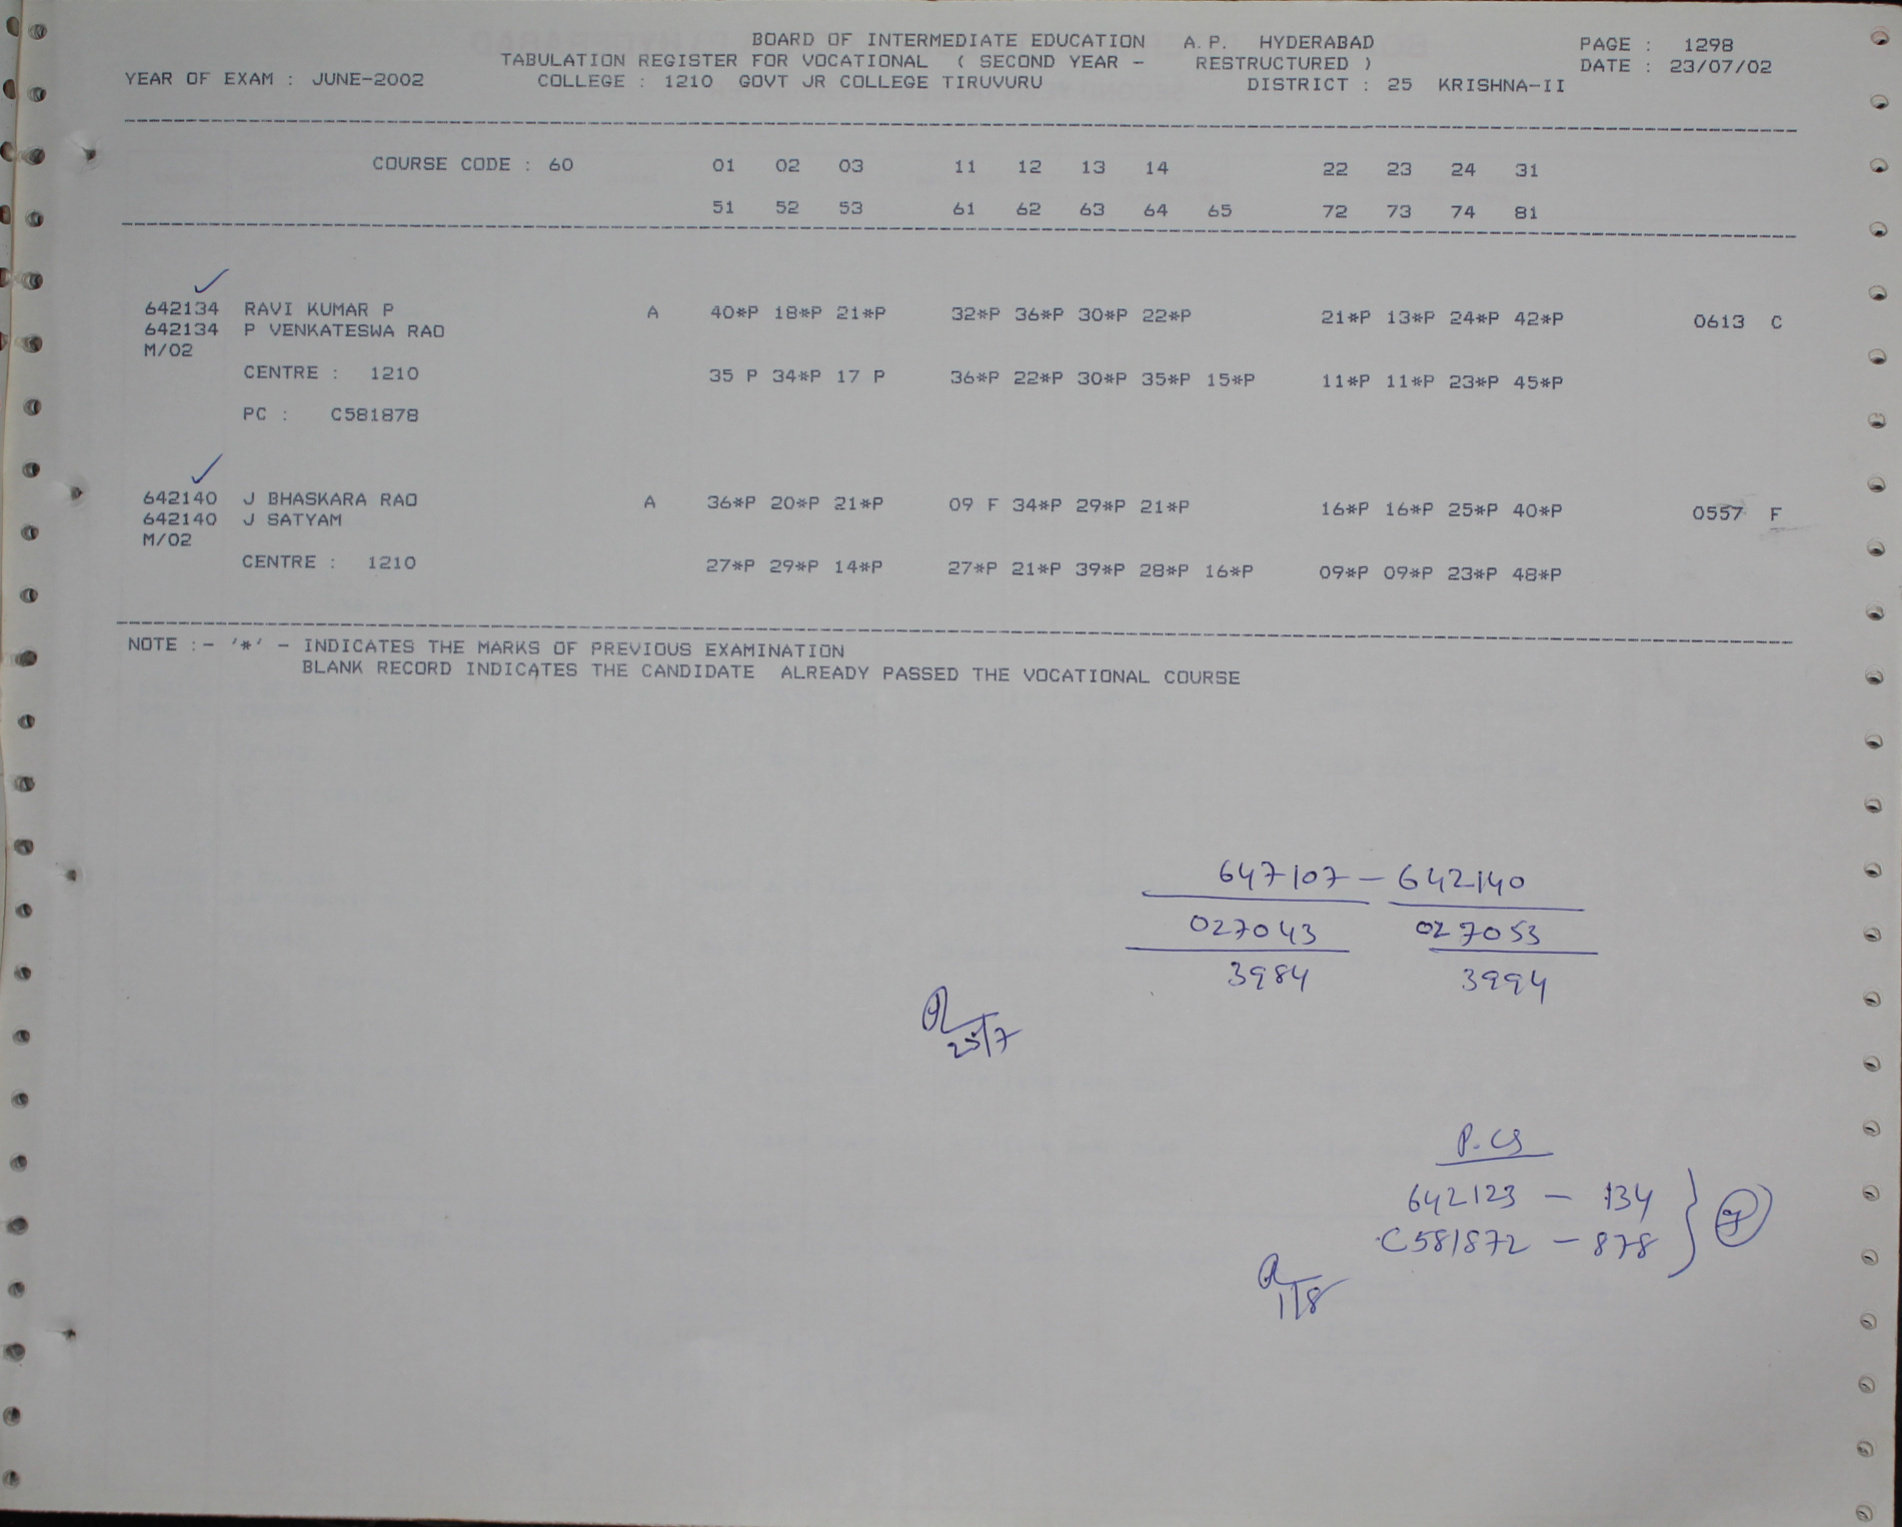 BOARD OF INTERMEDIATE EDUCATION A.P. HYDERABAD PAGE : 1298
TABULATION REGISTER FOR VOCATIONAL ( SECOND YEAR - RESTRUCTURED ) DATE : 23/07/02
YEAR OF EXAM : JUNE-2002 COLLEGE : 1210 GOVT JR COLLEGE TIRUVURU DISTRICT : 25 KRISHNA-II
COURSE CODE : 60 01 02 03 11 12 13 14 22 23 24 31
51 52 53 61 62 63 64 65 72 73 74 81
642134 RAVI KUMAR P A 40*P 18*P 21*P 32*P 36*P 30*P 22*P 21*P 13*P 24*P 42*P 0613 C
642134 P VENKATESWA RAO
M/02
CENTRE : 1210 35 P 34*P 17 P 36*P 22*P 30*P 35*P 15*P 11*P 11*P 23*P 45*P
PC : C581878
642140 J BHASKARA RAO A 36*P 20*P 21*P 09 F 34*P 29*P 21*P 16*P 16*P 25*P 40*P 0557 F
642140 J SATYAM
M/02
CENTRE : 1210 27*P 29*P 14*P 27*P 21*P 39*P 28*P 16*P 09*P 09*P 23*P 48*P
NOTE :- '*' - INDICATES THE MARKS OF PREVIOUS EXAMINATION
BLANK RECORD INDICATES THE CANDIDATE ALREADY PASSED THE VOCATIONAL COURSE
647107 - 642140
027043 027053
3984 3994
25/7
P.Cs
642123 - 134
C581872 - 878
1/8